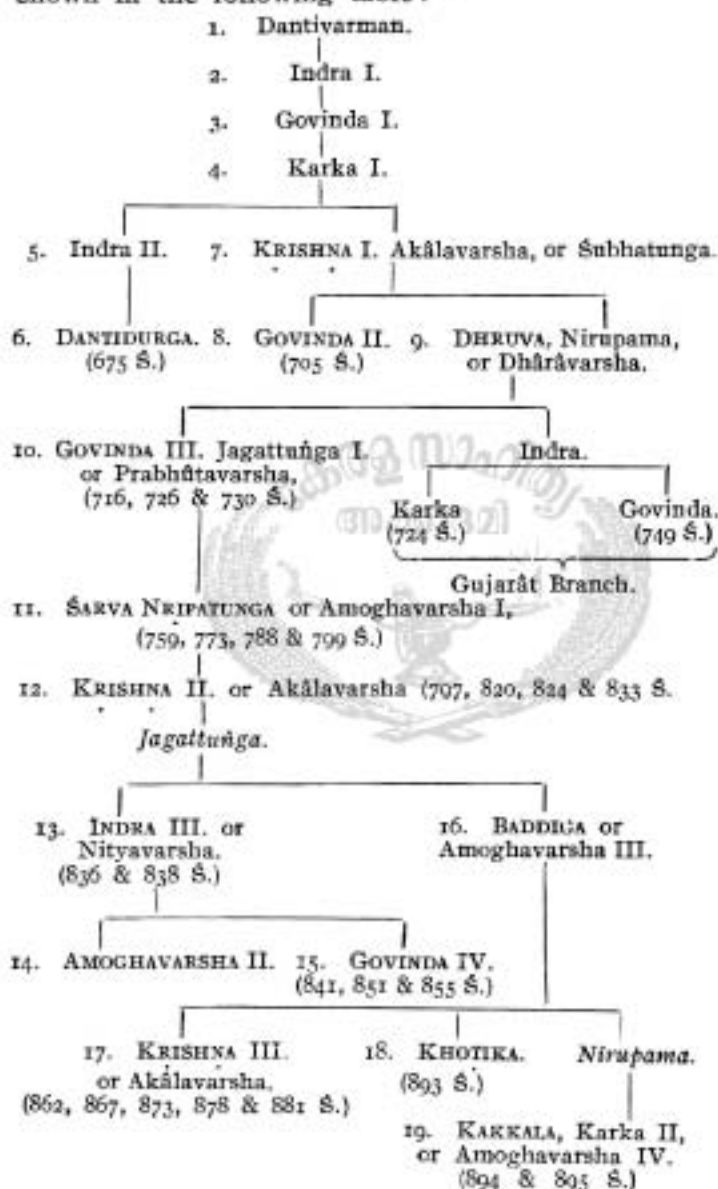 1. Dantivarman.
2. Indra I.
3. Govinda I.
4. Karka I.
5. Indra II. 7. KRISHNA I. Akâlavarsha, or Śubhatunga.
6. DANTIDURGA. 8. GOVINDA II. 9. DHRUVA, Nirupama,
(675 Ś.) (705 Ś.) or Dhârâvarsha.
10. GOVINDA III. Jagattuṅga I. Indra.
or Prabhûtavarsha,
(716, 726 & 730 Ś.)
Karka Govinda.
(724 Ś.) (749 Ś.)
Gujarât Branch.
11. ŚARVA NRIPATUNGA or Amoghavarsha I,
(759, 773, 788 & 799 Ś.)
12. KRISHNA II. or Akâlavarsha (797, 820, 824 & 833 Ś.
Jagattuṅga.
13. INDRA III. or 16. BADDIGA or
Nityavarsha. Amoghavarsha III.
(836 & 838 Ś.)
14. AMOGHAVARSHA II. 15. GOVINDA IV.
(841, 851 & 855 Ś.)
17. KRISHNA III. 18. KHOTIKA. Nirupama.
or Akâlavarsha. (893 Ś.)
(862, 867, 873, 878 & 881 Ś.)
19. KAKKALA, Karka II,
or Amoghavarsha IV.
(894 & 895 Ś.)
കേരള സാഹിത്യ
അക്കാദമി